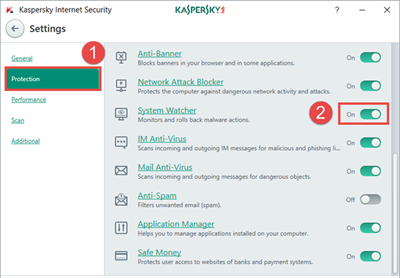 Kaspersky Internet Security
KASPERSKY
?
Settings
1
General
Protection
Performance
Scan
Additional
Anti-Banner
Blocks banners in your browser and in some applications.
On
Network Attack Blocker
Protects the computer against dangerous network activity and attacks.
On
System Watcher
Monitors and rolls back malware actions.
2
On
IM Anti-Virus
Scans incoming and outgoing IM messages for malicious and phishing li...
On
Mail Anti-Virus
Scans incoming and outgoing messages for dangerous objects.
On
Anti-Spam
Filters unwanted email (spam).
Off
Application Manager
Helps you to manage applications installed on your computer.
On
Safe Money
Protects user access to websites of banks and payment systems.
On